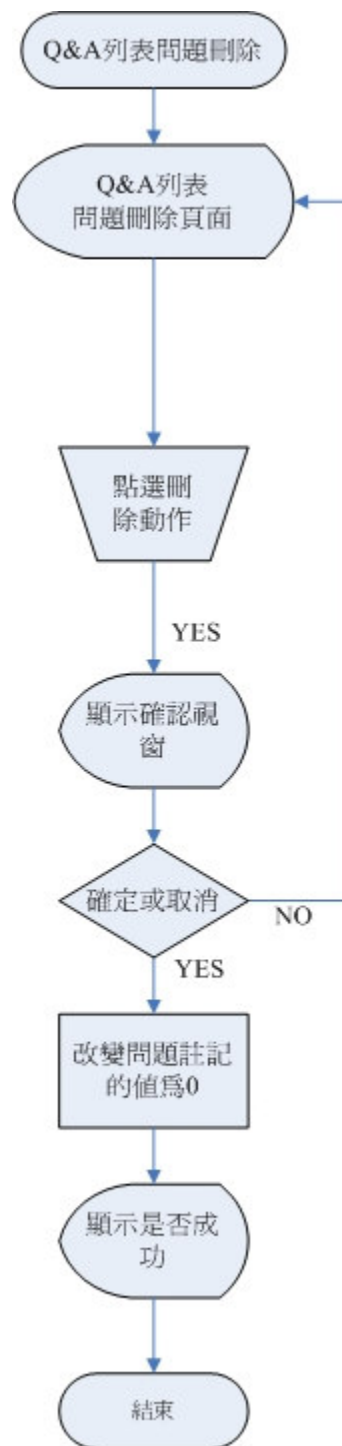 Q&A列表問題刪除
Q&A列表
問題刪除頁面
點選刪
除動作
YES
顯示確認視
窗
確定或取消
NO
YES
改變問題註記
的值爲0
顯示是否成
功
結束